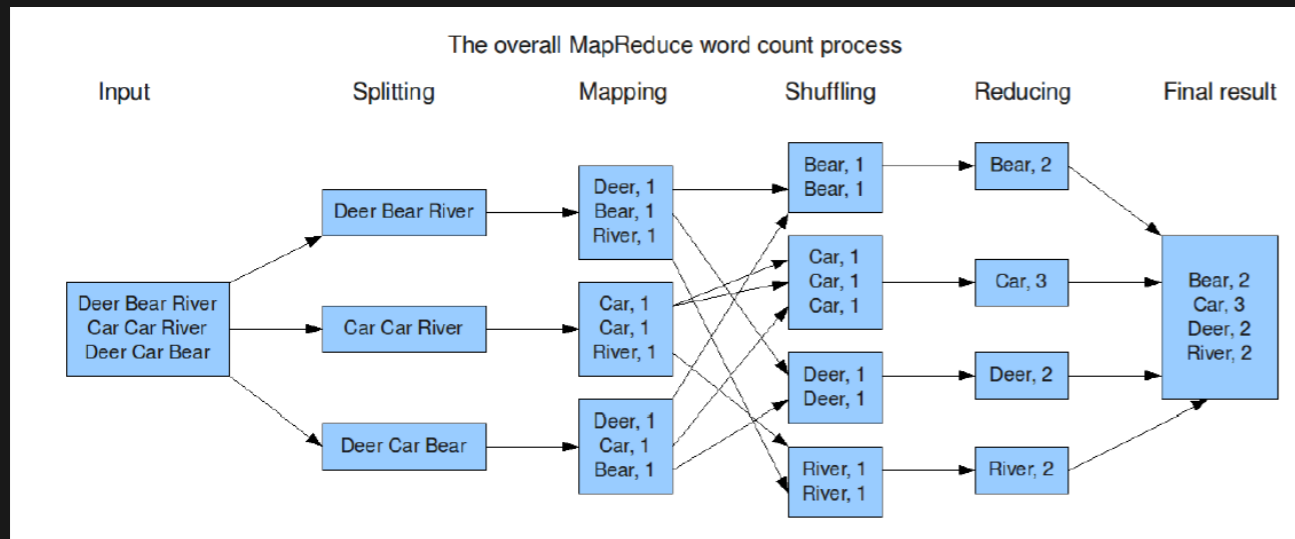 The overall MapReduce word count process
Input
Splitting
Mapping
Shuffling
Reducing
Final result
Deer Bear River
Car Car River
Deer Car Bear
Deer Bear River
Car Car River
Deer Car Bear
Deer, 1
Bear, 1
River, 1
Car, 1
Car, 1
River, 1
Deer, 1
Car, 1
Bear, 1
Bear, 1
Bear, 1
Car, 1
Car, 1
Car, 1
Deer, 1
Deer, 1
River, 1
River, 1
Bear, 2
Car, 3
Deer, 2
River, 2
Bear, 2
Car, 3
Deer, 2
River, 2